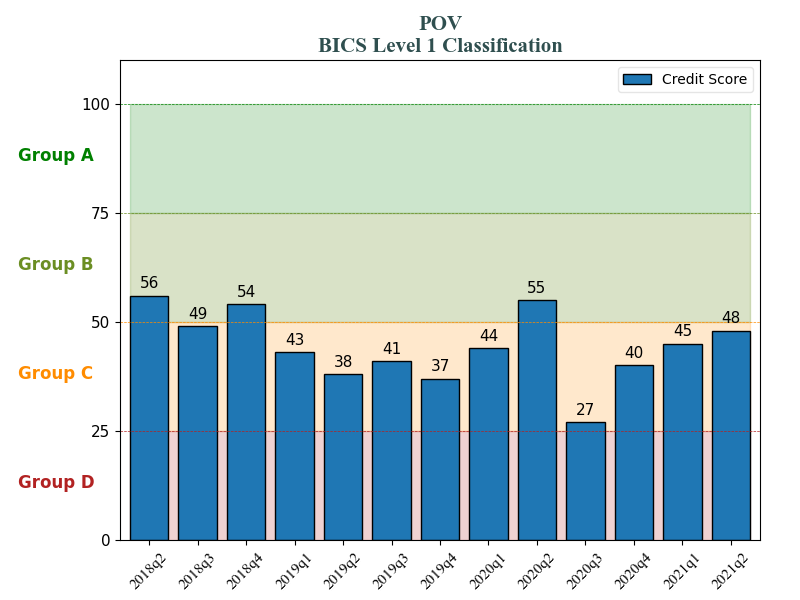 POV
BICS Level 1 Classification
Credit Score
100
Group A
75
Group B
50
Group C
25
Group D
0
56
49
54
43
38
41
37
44
55
27
40
45
48
2018q2
2018q3
2018q4
2019q1
2019q2
2019q3
2019q4
2020q1
2020q2
2020q3
2020q4
2021q1
2021q2